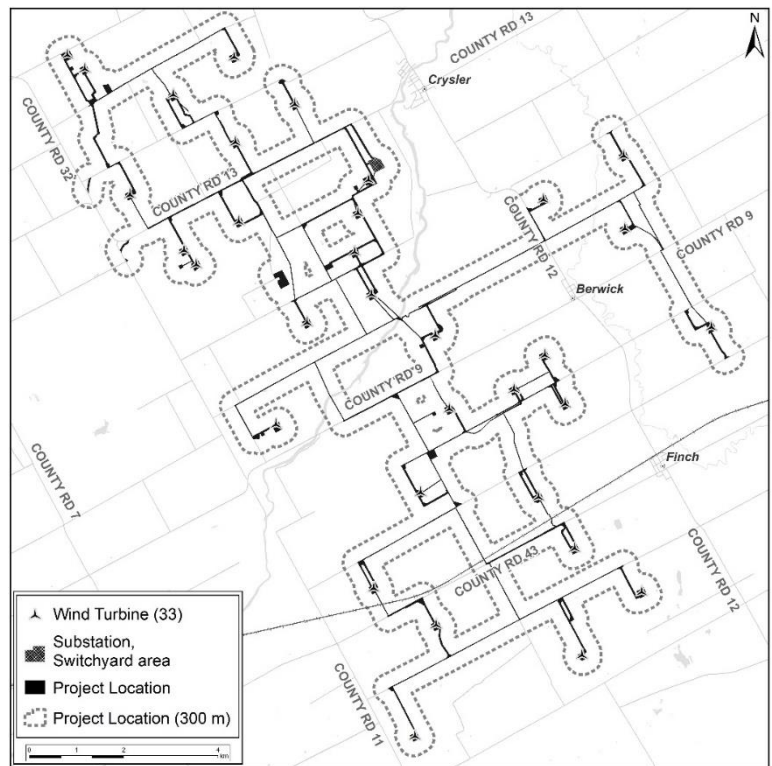 N
COUNTY RD 13
Crysler
COUNTY RD 32
COUNTY RD 13
COUNTY RD 12
COUNTY RD 9
Berwick
COUNTY RD 9
COUNTY RD 7
Finch
COUNTY RD 43
COUNTY RD 12
COUNTY RD 11
Wind Turbine (33)
Substation,
Switchyard area
Project Location
Project Location (300 m)
0 1 2 4
km